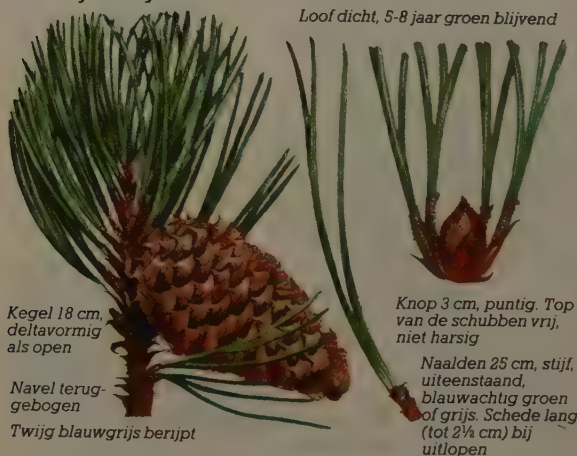 Loof dicht, 5-8 jaar groen blijvend
Kegel 18 cm,
deltavormig
als open
Navel terug-
gebogen
Twijg blauwgrijs berijpt
Knop 3 cm, puntig. Top
van de schubben vrij,
niet harsig
Naalden 25 cm, stijf,
uiteenstaand,
blauwachtig groen
of grijs. Schede lang
(tot 2½ cm) bij
uitlopen